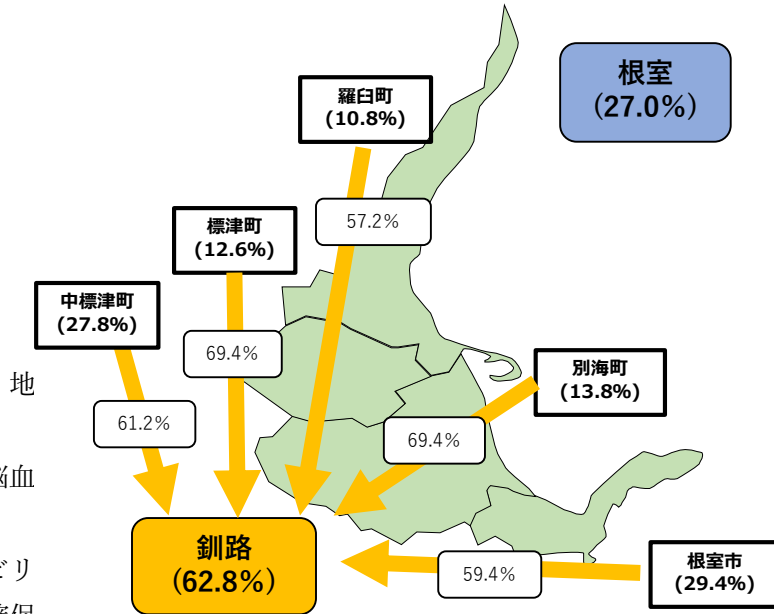 根室
(27.0%)
羅臼町
(10.8%)
57.2%
標津町
(12.6%)
69.4%
中標津町
(27.8%)
61.2%
別海町
(13.8%)
69.4%
釧路
(62.8%)
59.4%
根室市
(29.4%)
地
脳血
ビリ